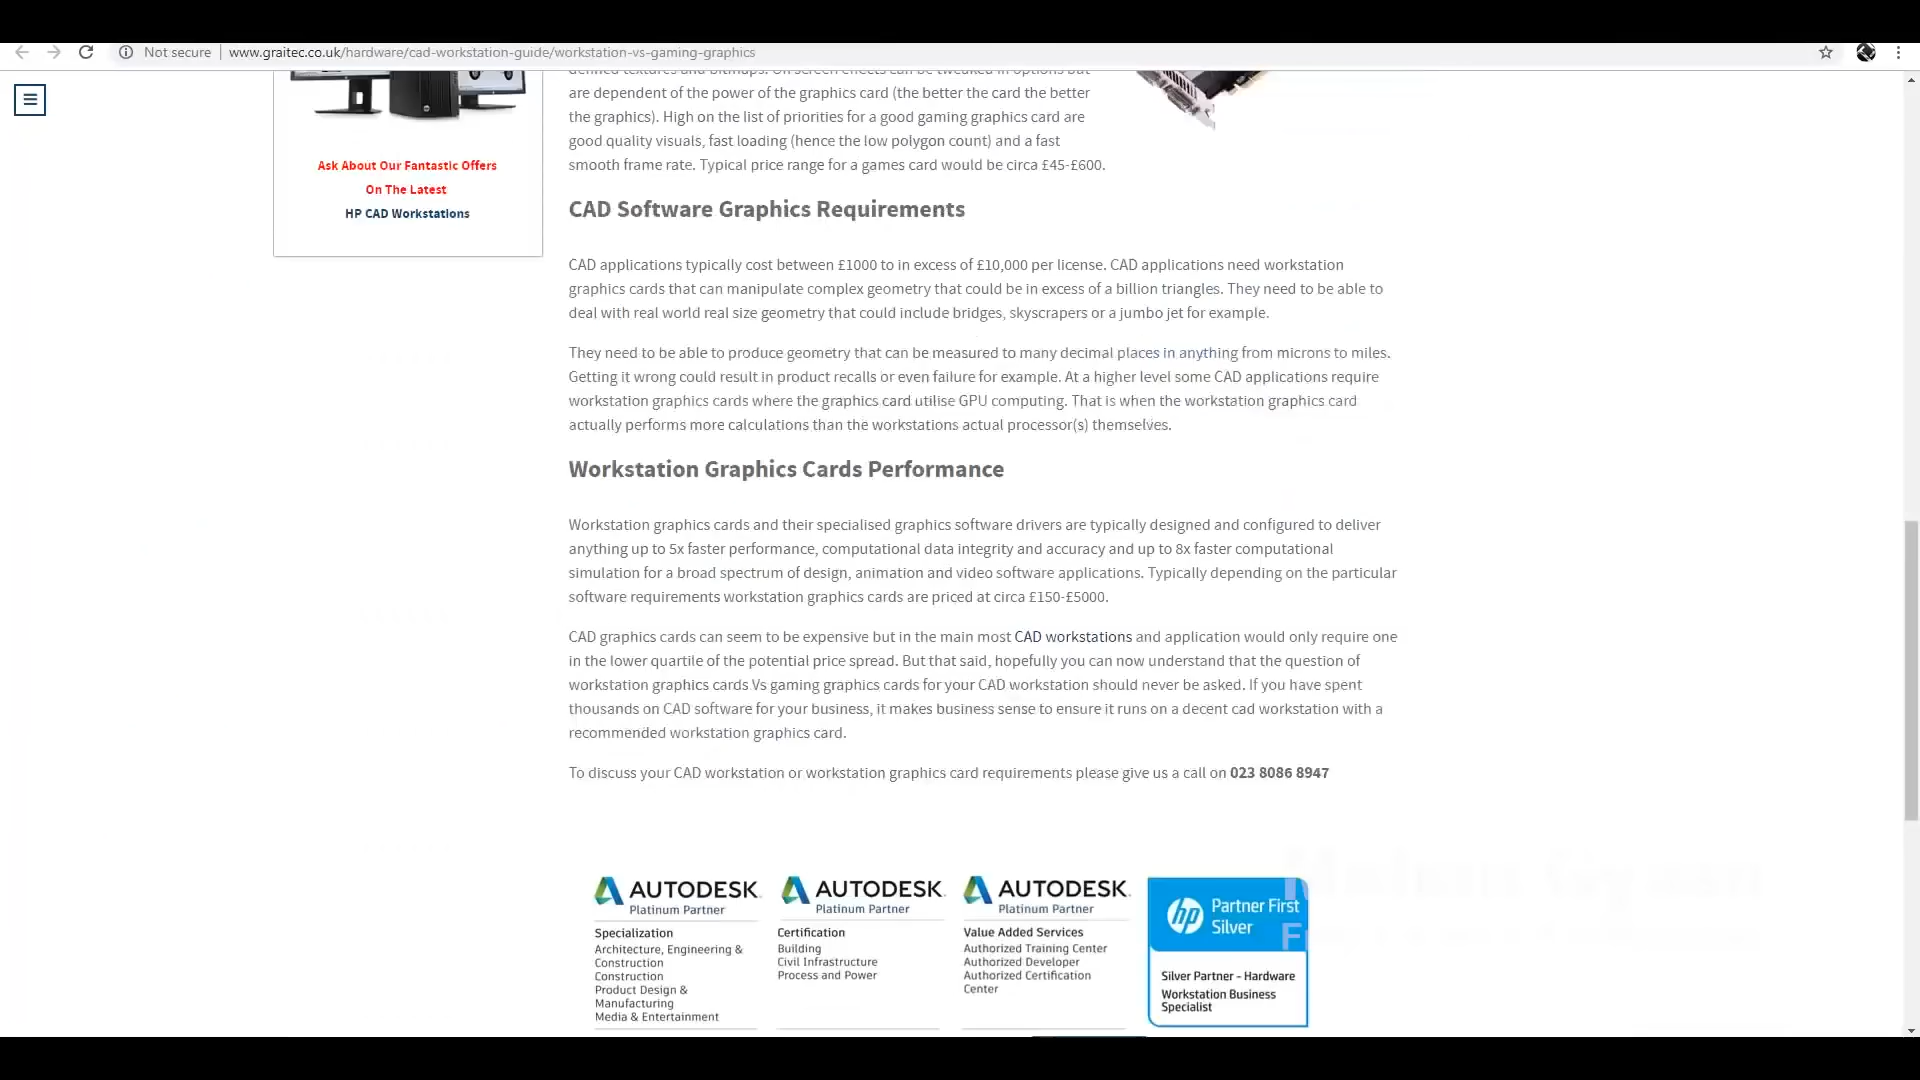 Not secure | www.graitec.co.uk/hardware/cad-workstation-guide/workstation-vs-gaming-graphics
Ask About Our Fantastic Offers
On The Latest
HP CAD Workstations
defined textures and bitmaps. On screen effects can be tweaked in options but
are dependent of the power of the graphics card (the better the card the better
the graphics). High on the list of priorities for a good gaming graphics card are
good quality visuals, fast loading (hence the low polygon count) and a fast
smooth frame rate. Typical price range for a games card would be circa £45-£600.
CAD Software Graphics Requirements
CAD applications typically cost between £1000 to in excess of £10,000 per license. CAD applications need workstation
graphics cards that can manipulate complex geometry that could be in excess of a billion triangles. They need to be able to
deal with real world real size geometry that could include bridges, skyscrapers or a jumbo jet for example.
They need to be able to produce geometry that can be measured to many decimal places in anything from microns to miles.
Getting it wrong could result in product recalls or even failure for example. At a higher level some CAD applications require
workstation graphics cards where the graphics card utilise GPU computing. That is when the workstation graphics card
actually performs more calculations than the workstations actual processor(s) themselves.
Workstation Graphics Cards Performance
Workstation graphics cards and their specialised graphics software drivers are typically designed and configured to deliver
anything up to 5x faster performance, computational data integrity and accuracy and up to 8x faster computational
simulation for a broad spectrum of design, animation and video software applications. Typically depending on the particular
software requirements workstation graphics cards are priced at circa £150-£5000.
CAD graphics cards can seem to be expensive but in the main most CAD workstations and application would only require one
in the lower quartile of the potential price spread. But that said, hopefully you can now understand that the question of
workstation graphics cards Vs gaming graphics cards for your CAD workstation should never be asked. If you have spent
thousands on CAD software for your business, it makes business sense to ensure it runs on a decent cad workstation with a
recommended workstation graphics card.
To discuss your CAD workstation or workstation graphics card requirements please give us a call on 023 8086 8947
AUTODESK.
Platinum Partner
Specialization
Architecture, Engineering &
Construction
Construction
Product Design &
Manufacturing
Media & Entertainment
AUTODESK.
Platinum Partner
Certification
Building
Civil Infrastructure
Process and Power
AUTODESK.
Platinum Partner
Value Added Services
Authorized Training Center
Authorized Developer
Authorized Certification
Center
hp
Partner First
Silver
Silver Partner - Hardware
Workstation Business
Specialist